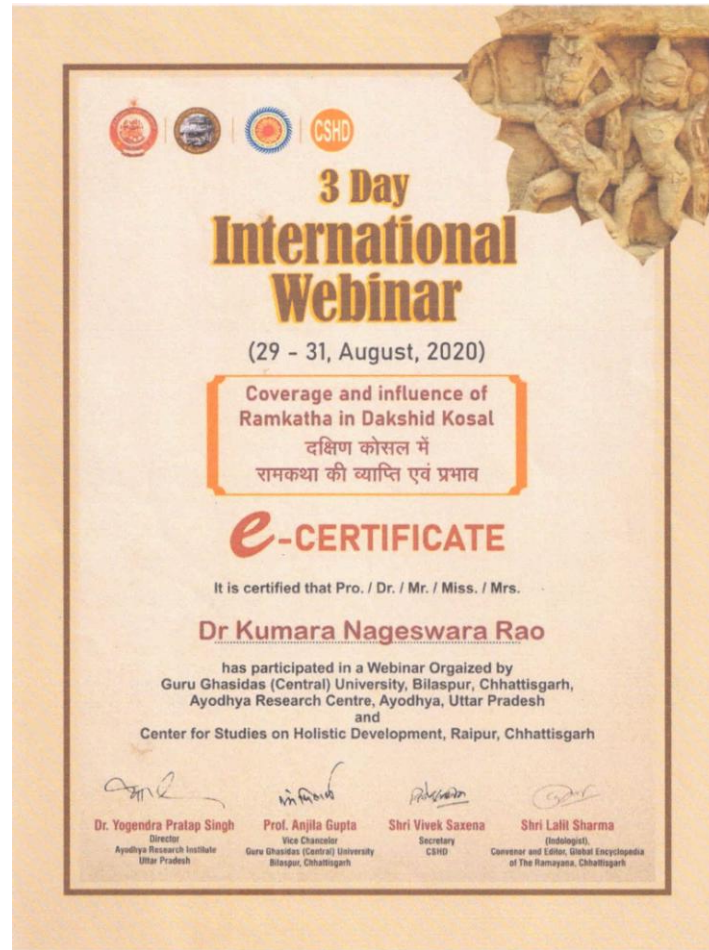 CSHD
3 Day
International
Webinar
(29 - 31, August, 2020)
Coverage and influence of
Ramkatha in Dakshid Kosal
दक्षिण कोसल में
रामकथा की व्याप्ति एवं प्रभाव
e-CERTIFICATE
It is certified that Pro. / Dr. / Mr. / Miss. / Mrs.
Dr Kumara Nageswara Rao
has participated in a Webinar Orgaized by
Guru Ghasidas (Central) University, Bilaspur, Chhattisgarh,
Ayodhya Research Centre, Ayodhya, Uttar Pradesh
and
Center for Studies on Holistic Development, Raipur, Chhattisgarh
Dr. Yogendra Pratap Singh
Director
Ayodhya Research Institute
Uttar Pradesh
Prof. Anjila Gupta
Vice Chancelor
Guru Ghasidas (Central) University
Bilaspur, Chhattisgarh
Shri Vivek Saxena
Secretary
CSHD
Shri Lalit Sharma
(Indologist),
Convenor and Editor, Global Encyclopedia
of The Ramayana, Chhattisgarh